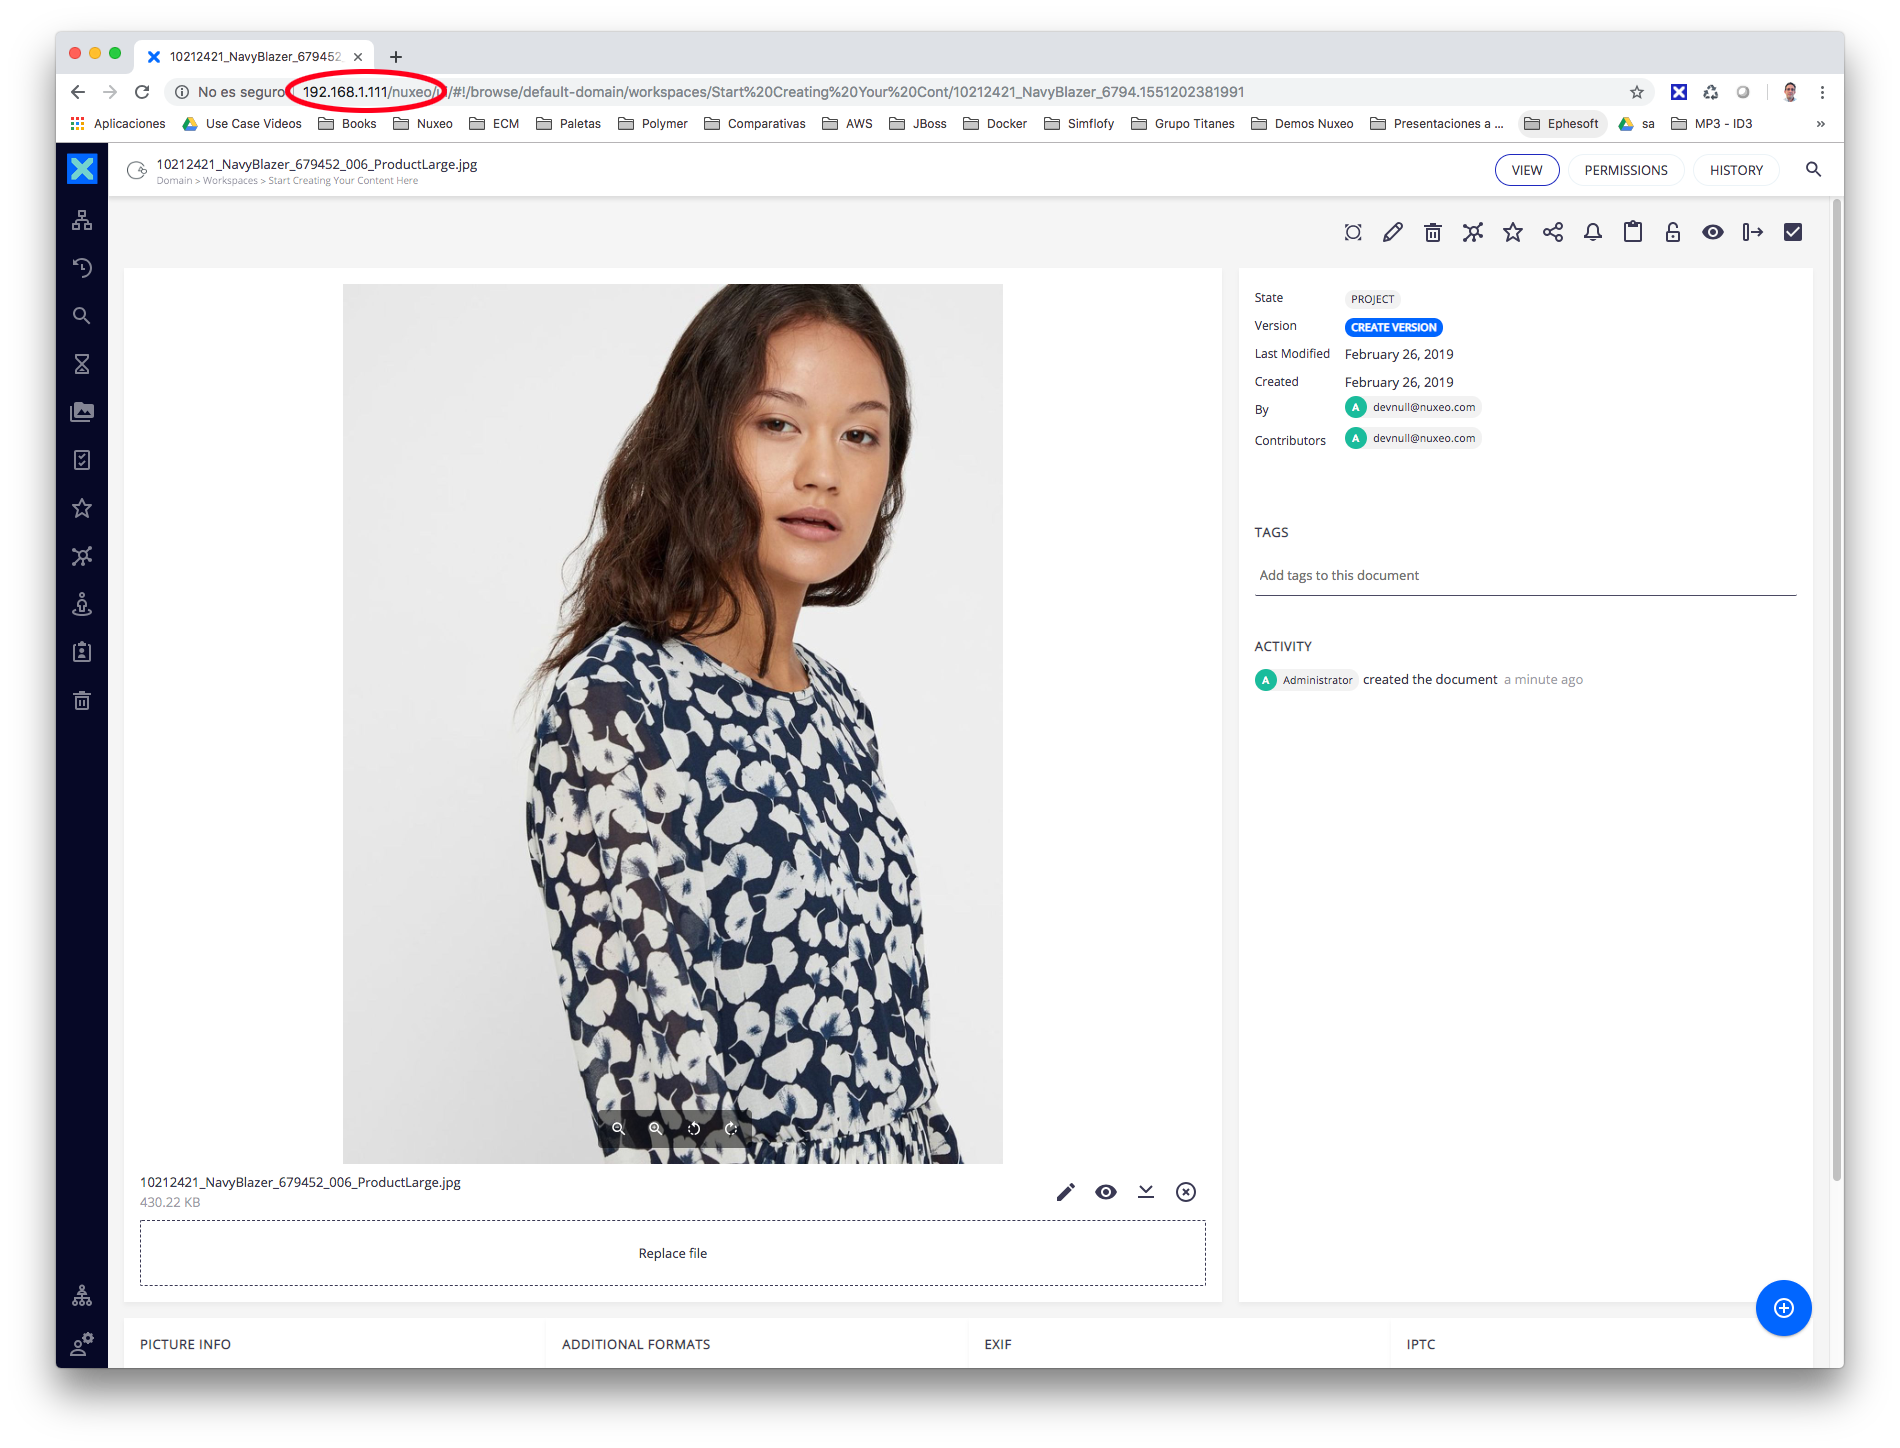 10212421_NavyBlazer_679452
No es seguro
192.168.1.111/nuxeo/ui/#!/browse/default-domain/workspaces/Start%20Creating%20Your%20Cont/10212421_NavyBlazer_6794.1551202381991
Aplicaciones Use Case Videos Books Nuxeo ECM Paletas Polymer Comparativas AWS JBoss Docker Simflofy Grupo Titanes Demos Nuxeo Presentaciones a ... Ephesoft sa MP3 - ID3 »
10212421_NavyBlazer_679452_006_ProductLarge.jpg
Domain > Workspaces > Start Creating Your Content Here
VIEW PERMISSIONS HISTORY
State PROJECT
Version CREATE VERSION
Last Modified February 26, 2019
Created February 26, 2019
By A devnull@nuxeo.com
Contributors A devnull@nuxeo.com
TAGS
Add tags to this document
ACTIVITY
A Administrator created the document a minute ago
10212421_NavyBlazer_679452_006_ProductLarge.jpg
430.22 KB
Replace file
PICTURE INFO ADDITIONAL FORMATS EXIF IPTC